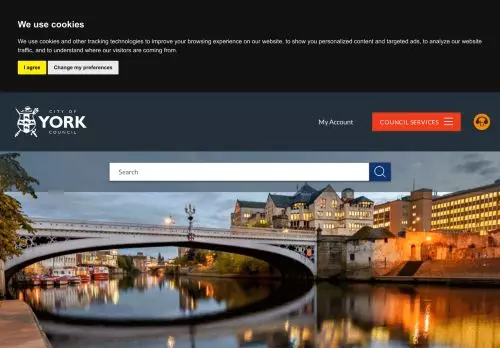 We use cookies
We use cookies and other tracking technologies to improve your browsing experience on our website, to show you personalized content and targeted ads, to analyze our website
traffic, and to understand where our visitors are coming from.
I agree
Change my preferences
CITY OF
YORK
COUNCIL
My Account
COUNCIL SERVICES
Search